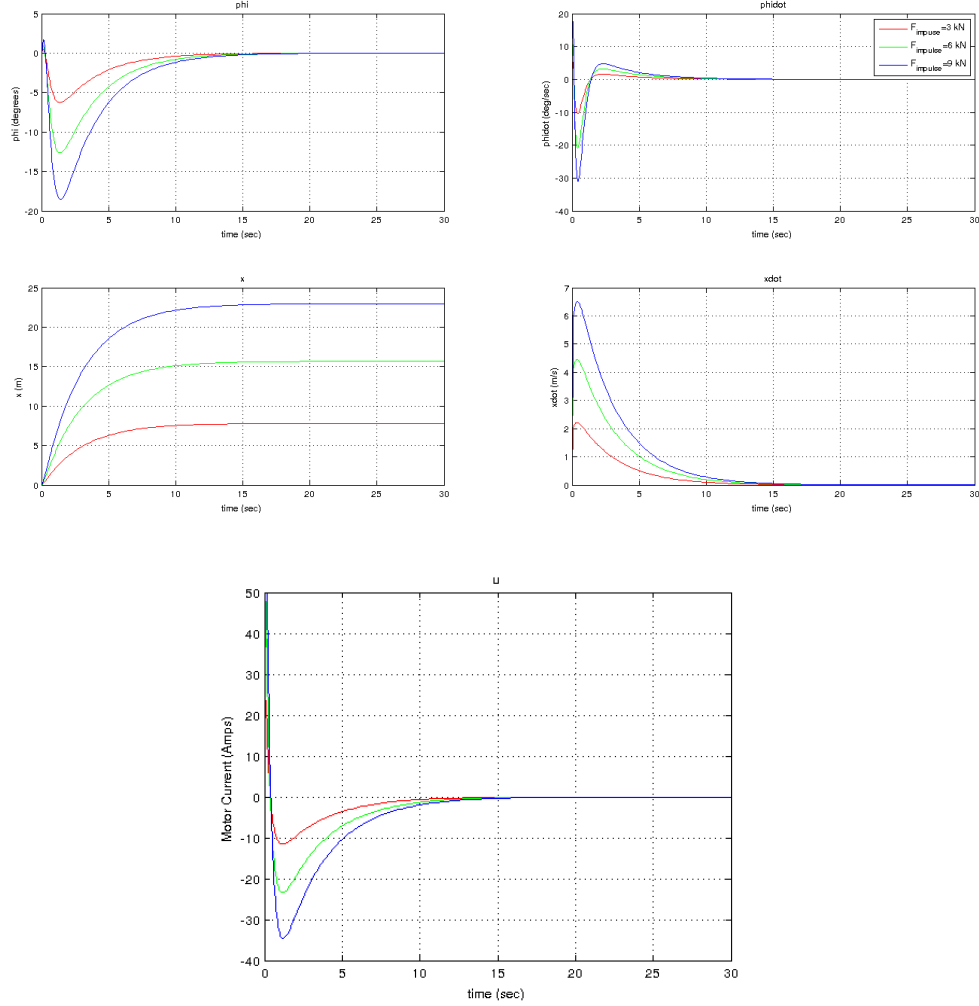 phi
5
0
-5
-10
-15
-20
phi (degrees)
0 5 10 15 20 25 30
time (sec)
phidot
20
10
0
-10
-20
-30
-40
phidot (deg/sec)
0 5 10 15 20 25 30
time (sec)
F_impuse=3 kN
F_impulse=6 kN
F_impulse=9 kN
x
25
20
15
10
5
0
x (m)
0 5 10 15 20 25 30
time (sec)
xdot
7
6
5
4
3
2
1
0
xdot (m/s)
0 5 10 15 20 25 30
time (sec)
u
50
40
30
20
10
0
-10
-20
-30
-40
Motor Current (Amps)
0 5 10 15 20 25 30
time (sec)